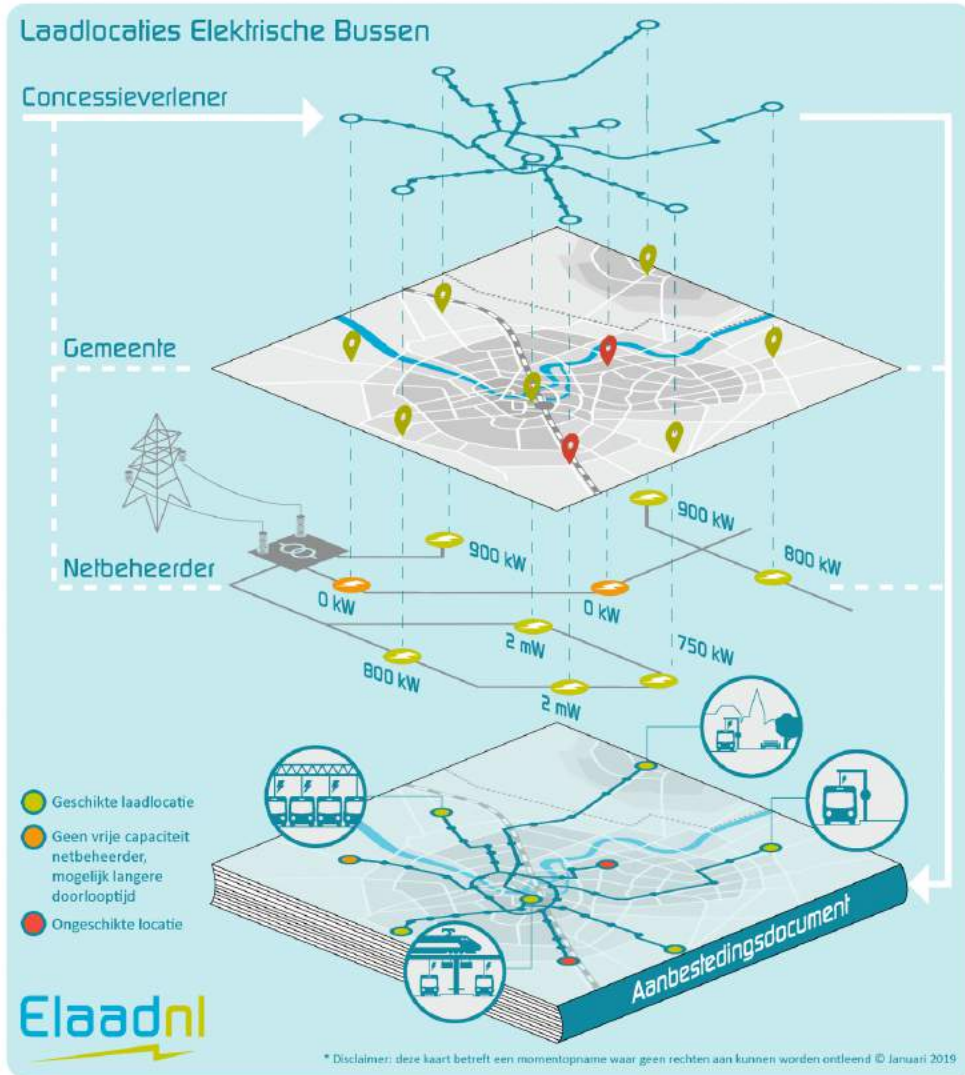 Laadlocaties Elektrische Bussen
Concessieverlener
Gemeente
Netbeheerder
900 kW
900 kW
800 kW
0 kW
0 kW
2 mW
750 kW
800 kW
2 mW
Geschikte laadlocatie
Geen vrije capaciteit
netbeheerder,
mogelijk langere
doorlooptijd
Ongeschikte locatie
Aanbestedingsdocument
Elaadnl
* Disclaimer: deze kaart betreft een momentopname waar geen rechten aan kunnen worden ontleend © Januari 2019